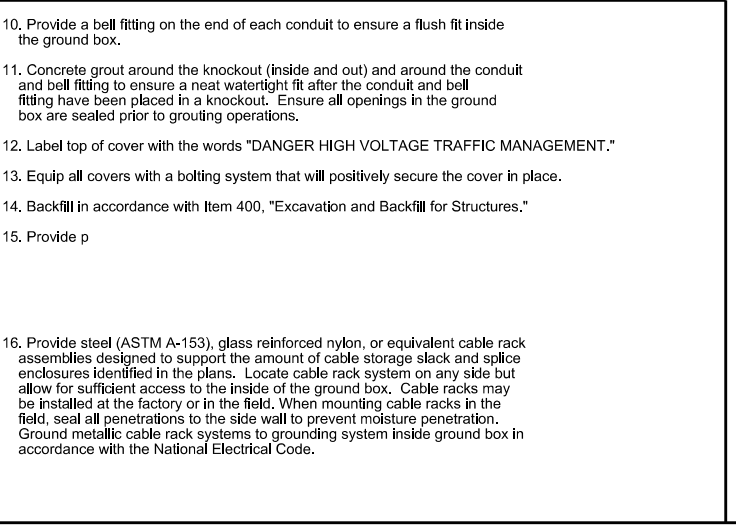 10. Provide a bell fitting on the end of each conduit to ensure a flush fit inside
the ground box.
11. Concrete grout around the knockout (inside and out) and around the conduit
and bell fitting to ensure a neat watertight fit after the conduit and bell
fitting have been placed in a knockout. Ensure all openings in the ground
box are sealed prior to grouting operations.
12. Label top of cover with the words "DANGER HIGH VOLTAGE TRAFFIC MANAGEMENT."
13. Equip all covers with a bolting system that will positively secure the cover in place.
14. Backfill in accordance with Item 400, "Excavation and Backfill for Structures."
15. Provide p
16. Provide steel (ASTM A-153), glass reinforced nylon, or equivalent cable rack
assemblies designed to support the amount of cable storage slack and splice
enclosures identified in the plans. Locate cable rack system on any side but
allow for sufficient access to the inside of the ground box. Cable racks may
be installed at the factory or in the field. When mounting cable racks in the
field, seal all penetrations to the side wall to prevent moisture penetration.
Ground metallic cable rack systems to grounding system inside ground box in
accordance with the National Electrical Code.